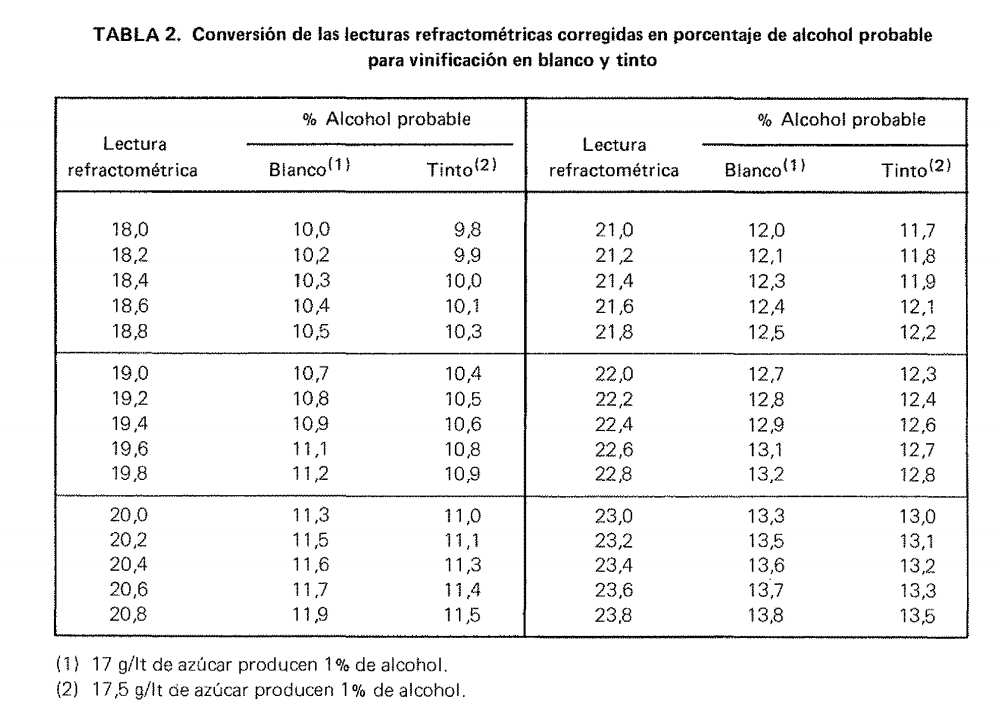 TABLA 2. Conversión de las lecturas refractométricas corregidas en porcentaje de alcohol probable
para vinificación en blanco y tinto
Lectura refractométrica % Alcohol probable Lectura refractométrica % Alcohol probable
Blanco(1) Tinto(2) Blanco(1) Tinto(2)
18,0 10,0 9,8 21,0 12,0 11,7
18,2 10,2 9,9 21,2 12,1 11,8
18,4 10,3 10,0 21,4 12,3 11,9
18,6 10,4 10,1 21,6 12,4 12,1
18,8 10,5 10,3 21,8 12,5 12,2
19,0 10,7 10,4 22,0 12,7 12,3
19,2 10,8 10,5 22,2 12,8 12,4
19,4 10,9 10,6 22,4 12,9 12,6
19,6 11,1 10,8 22,6 13,1 12,7
19,8 11,2 10,9 22,8 13,2 12,8
20,0 11,3 11,0 23,0 13,3 13,0
20,2 11,5 11,1 23,2 13,5 13,1
20,4 11,6 11,3 23,4 13,6 13,2
20,6 11,7 11,4 23,6 13,7 13,3
20,8 11,9 11,5 23,8 13,8 13,5
(1) 17 g/lt de azúcar producen 1% de alcohol.
(2) 17,5 g/lt de azúcar producen 1% de alcohol.